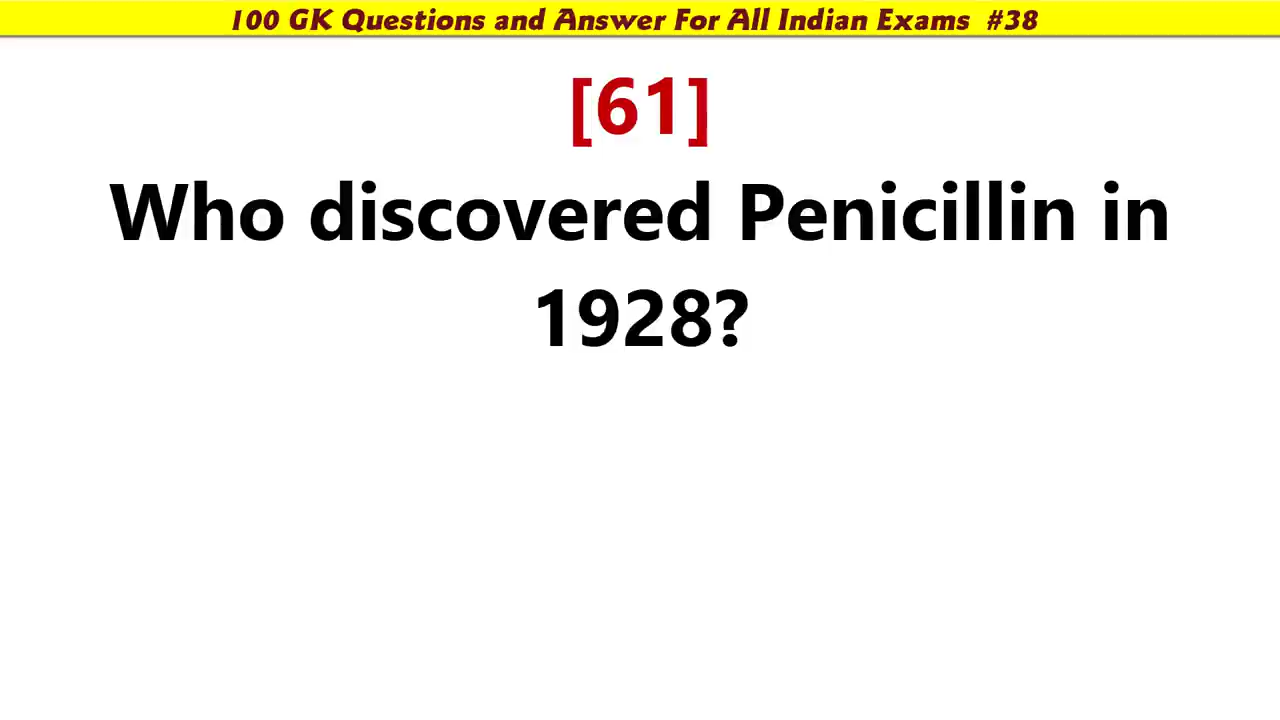 100 GK Questions and Answer For All Indian Exams #38
[61]
Who discovered Penicillin in
1928?